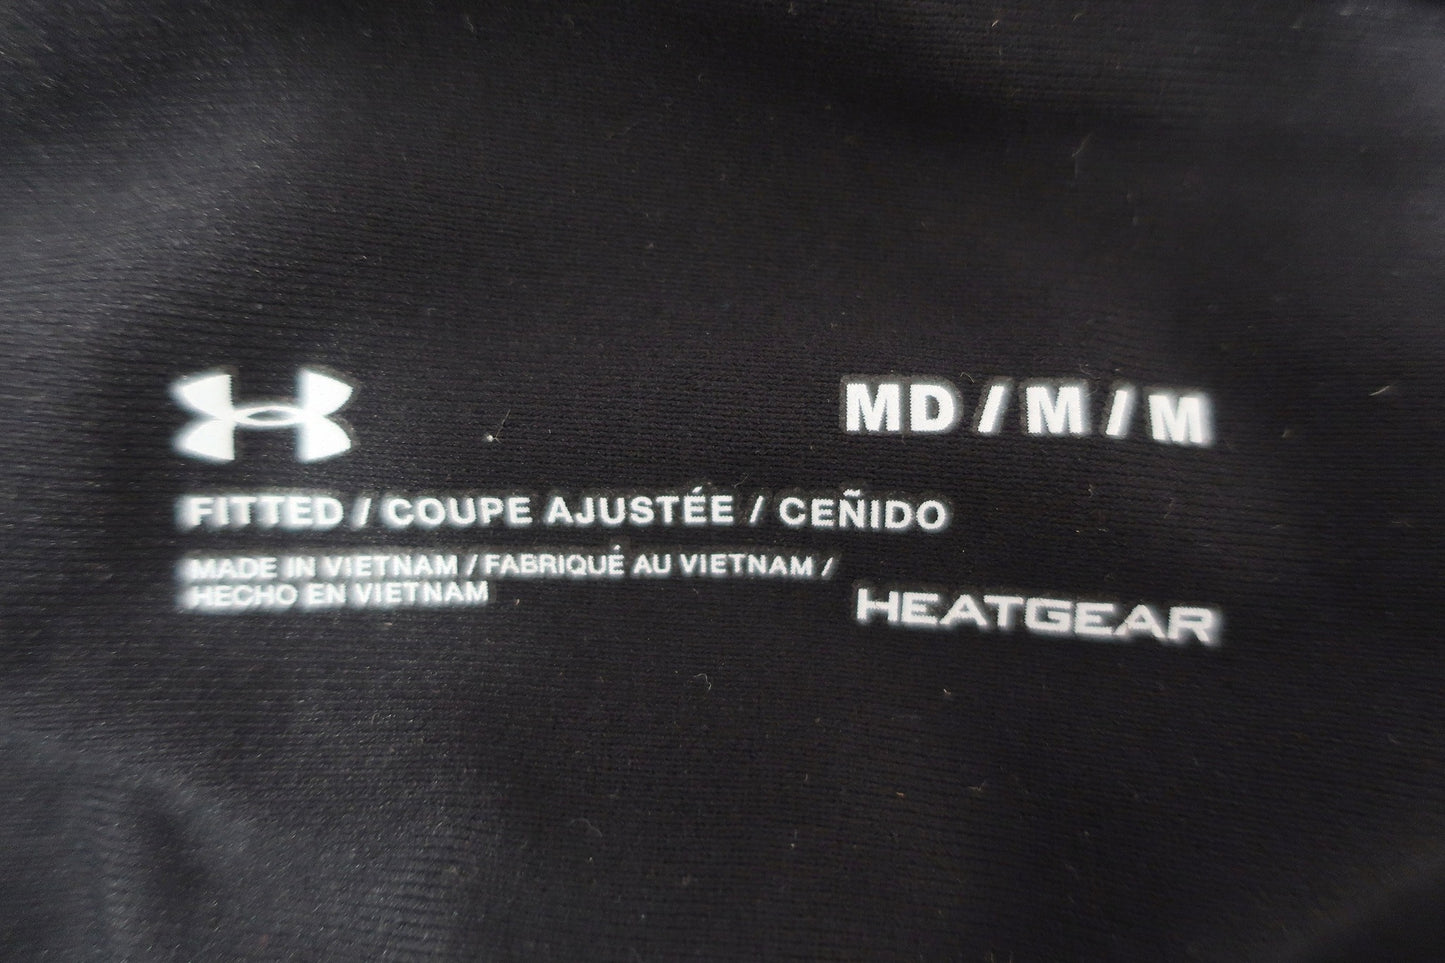 MD / M / M
FITTED / COUPE AJUSTÉE / CEÑIDO
MADE IN VIETNAM / FABRIQUÉ AU VIETNAM /
HECHO EN VIETNAM
HEATGEAR